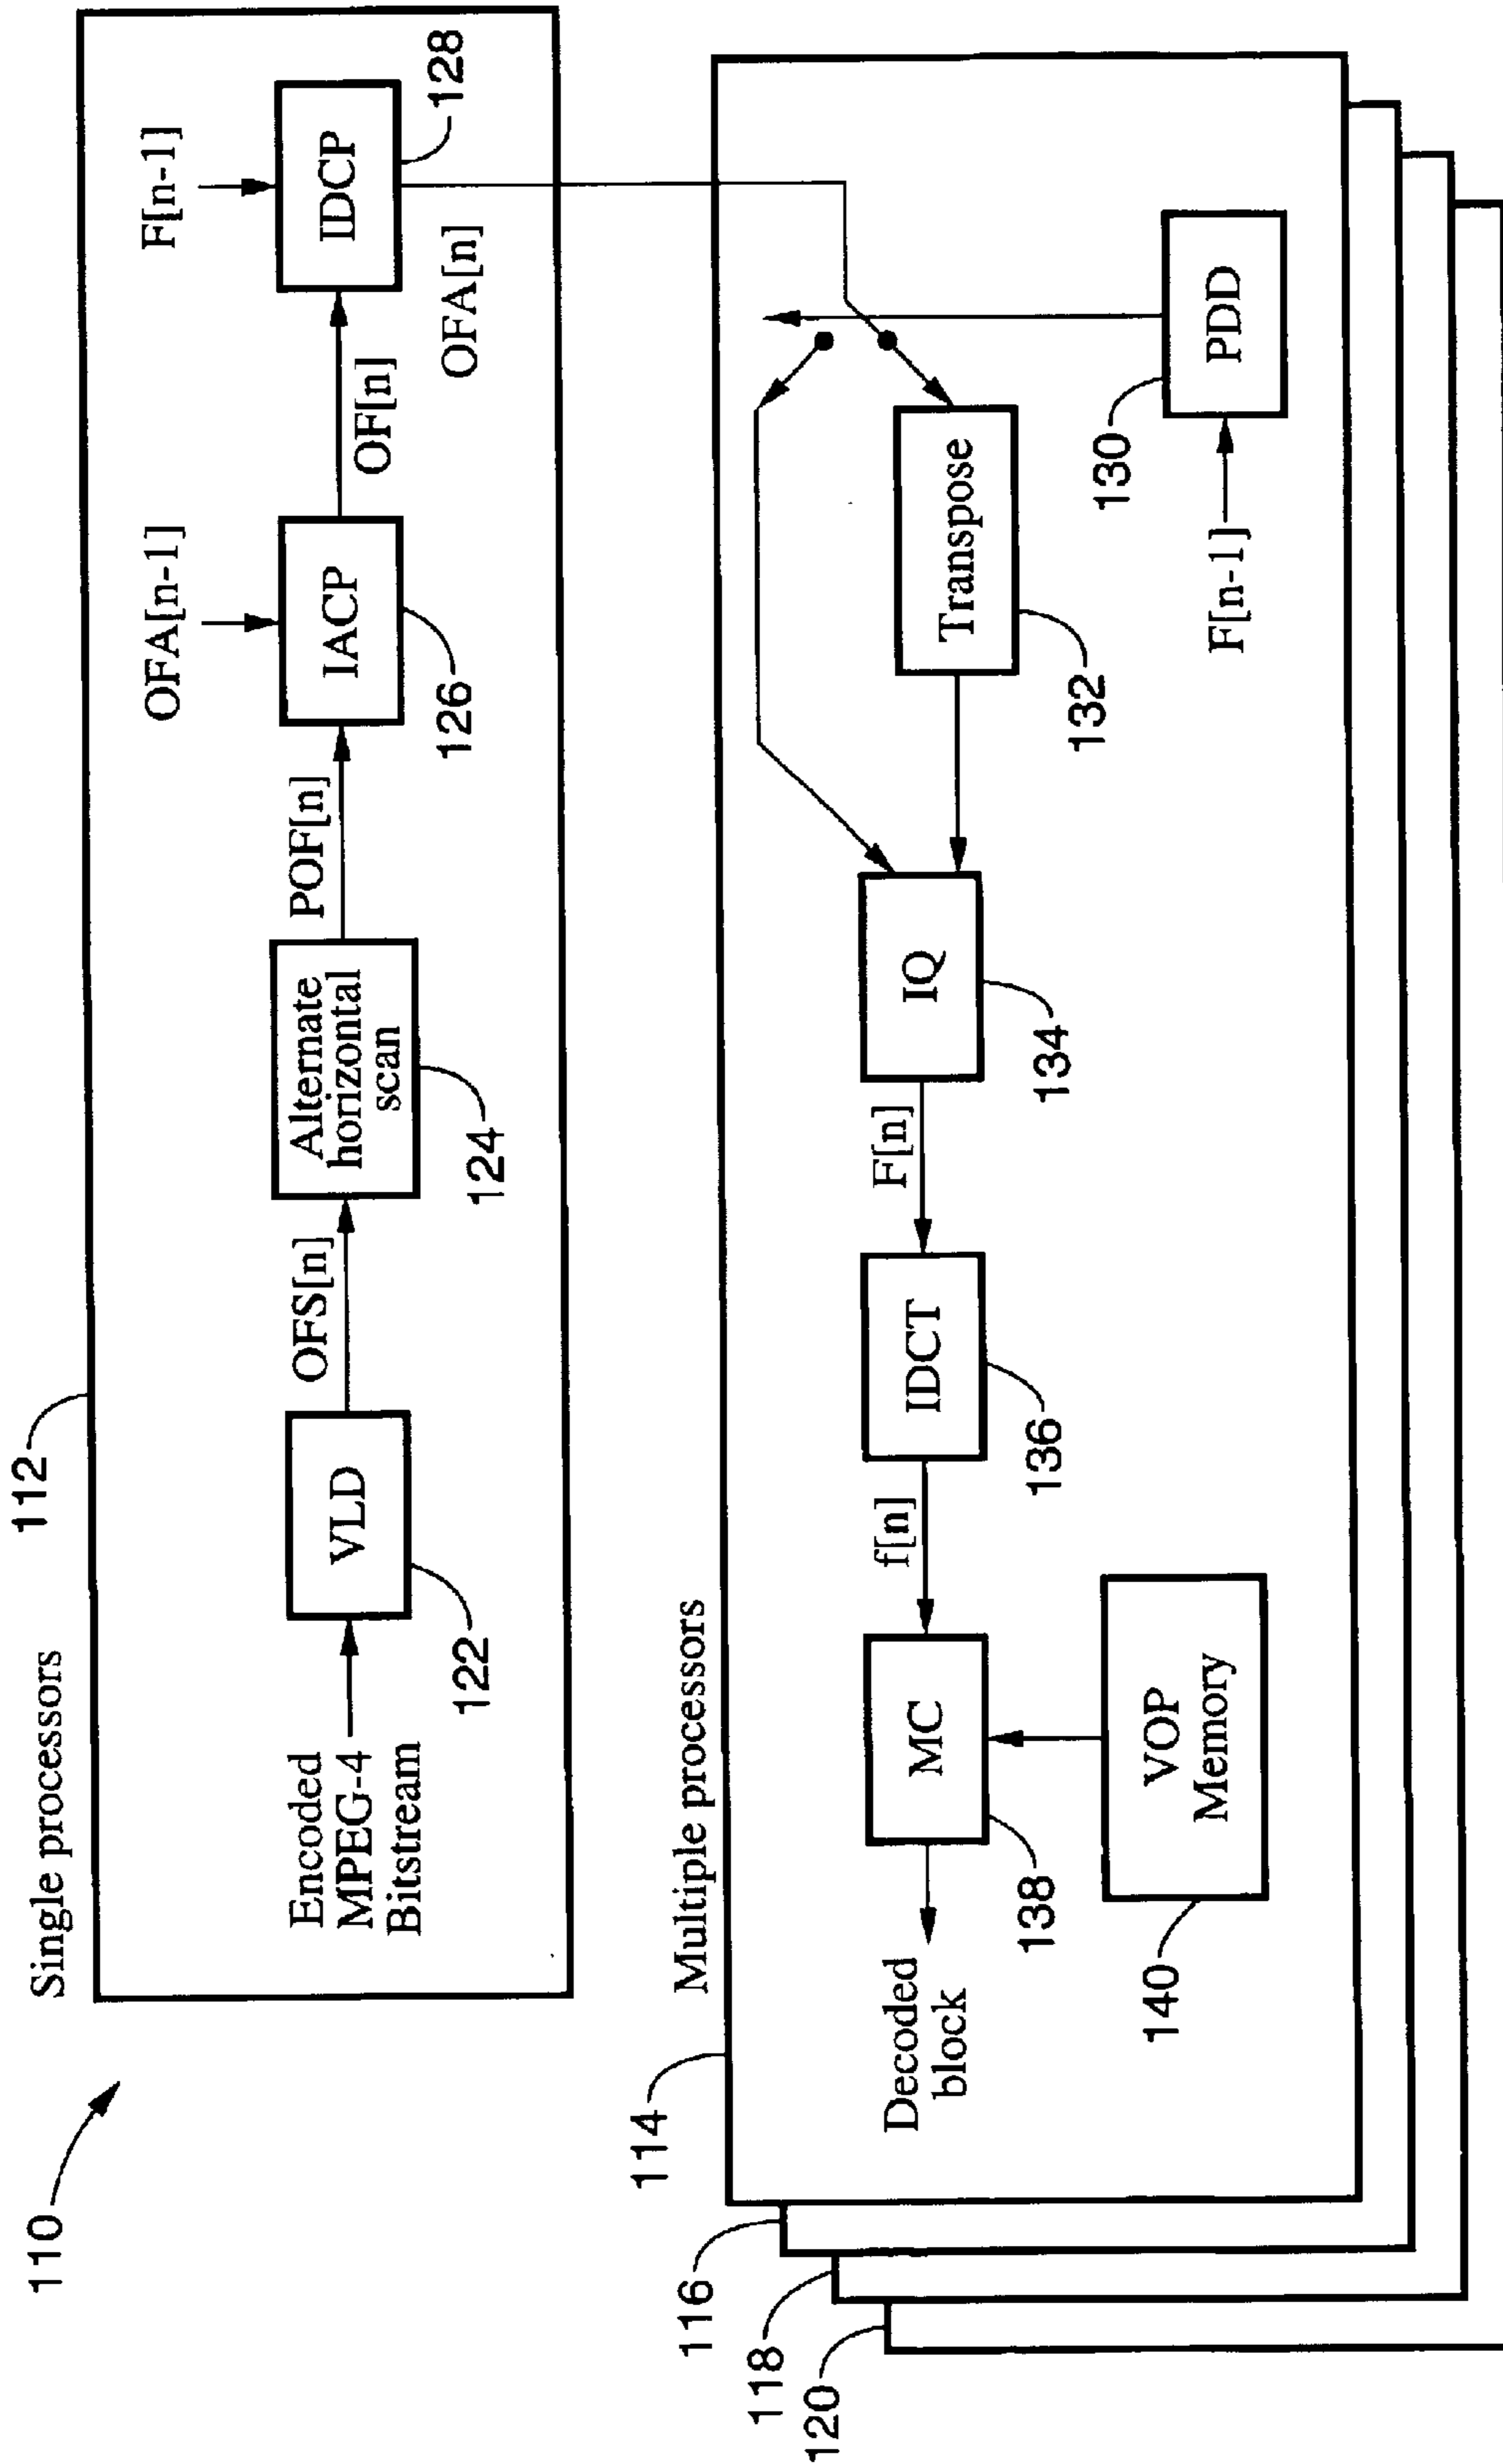 110
Single processors
112
Encoded
MPEG-4
Bitstream
VLD
122
OFS[n]
Alternate
horizontal
scan
124
POF[n]
OFA[n-1]
IACP
126
OF[n]
F[n-1]
IDCP
128
OFA[n]
Multiple processors
114
116
118
120
Decoded
block
MC
138
VOP
Memory
140
f[n]
IDCT
136
F[n]
IQ
134
Transpose
132
F[n-1]
PDD
130